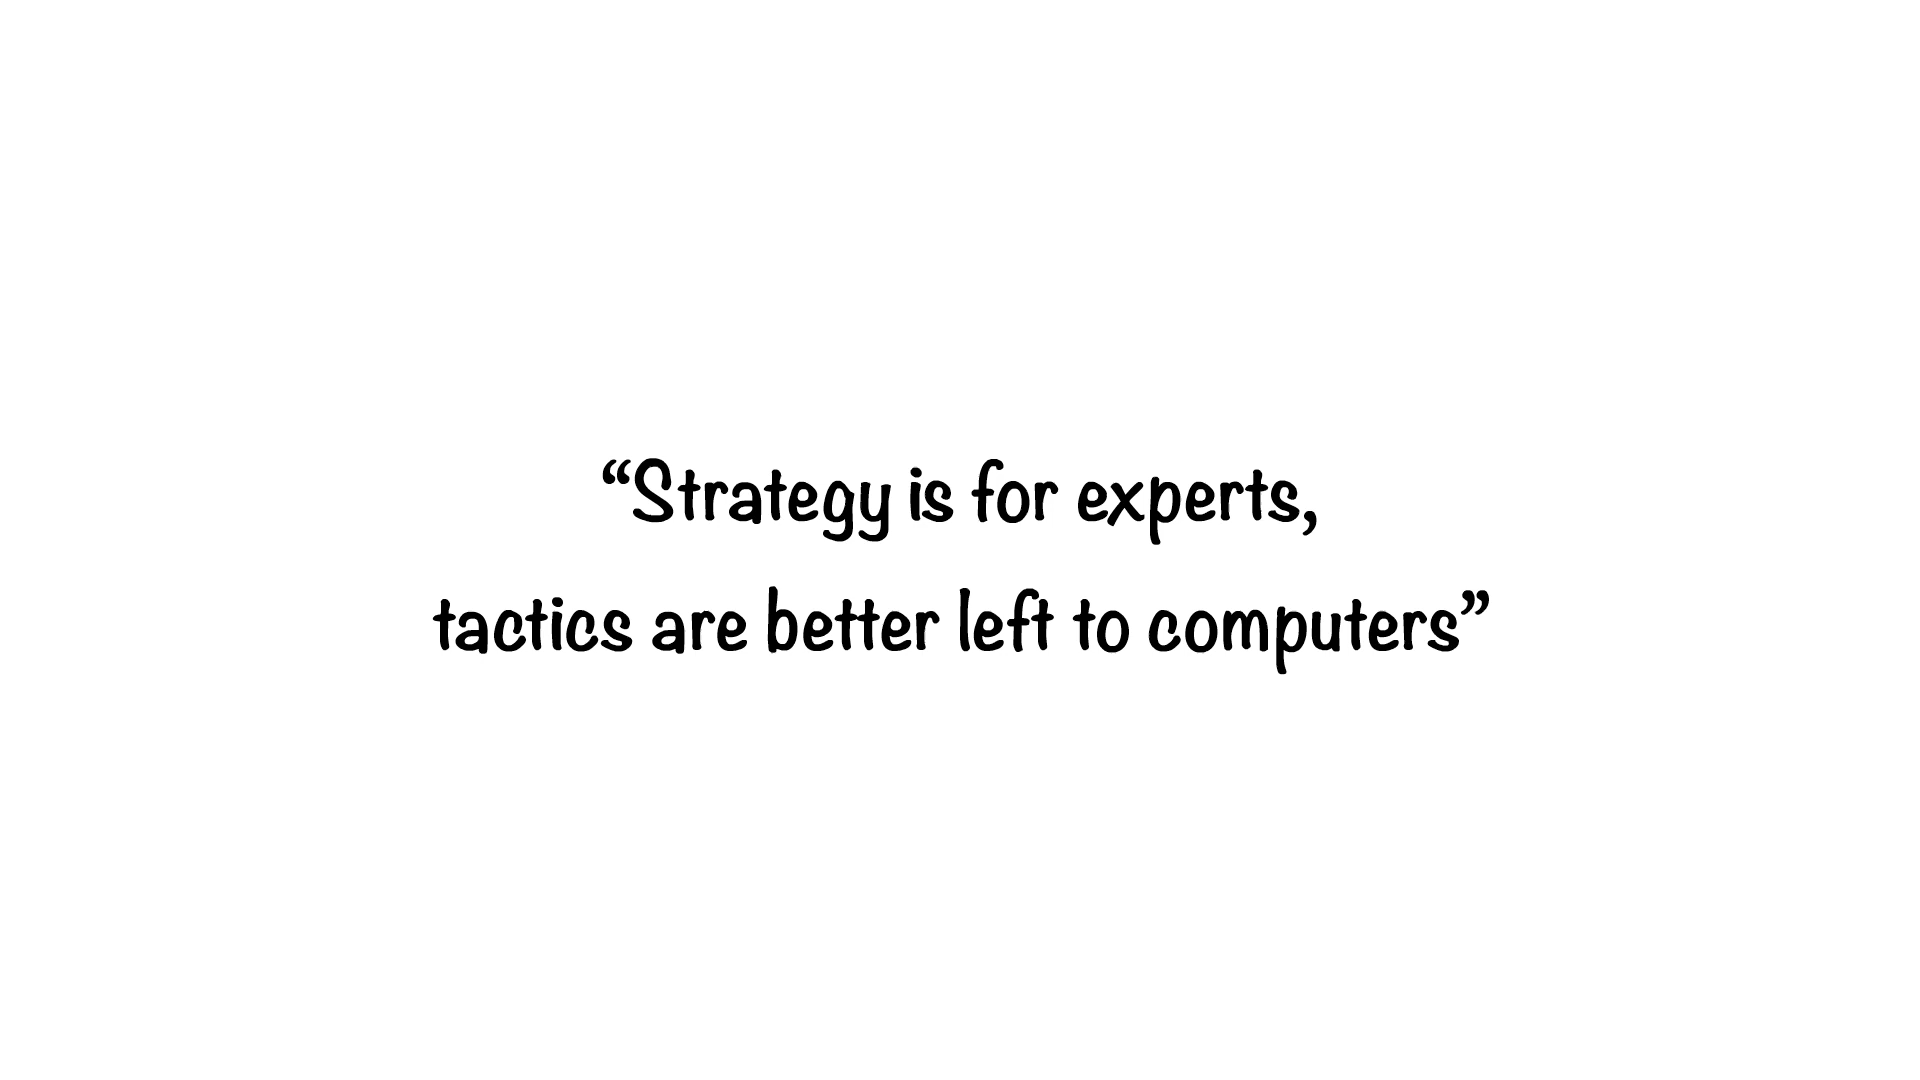 “Strategy is for experts,
tactics are better left to computers”